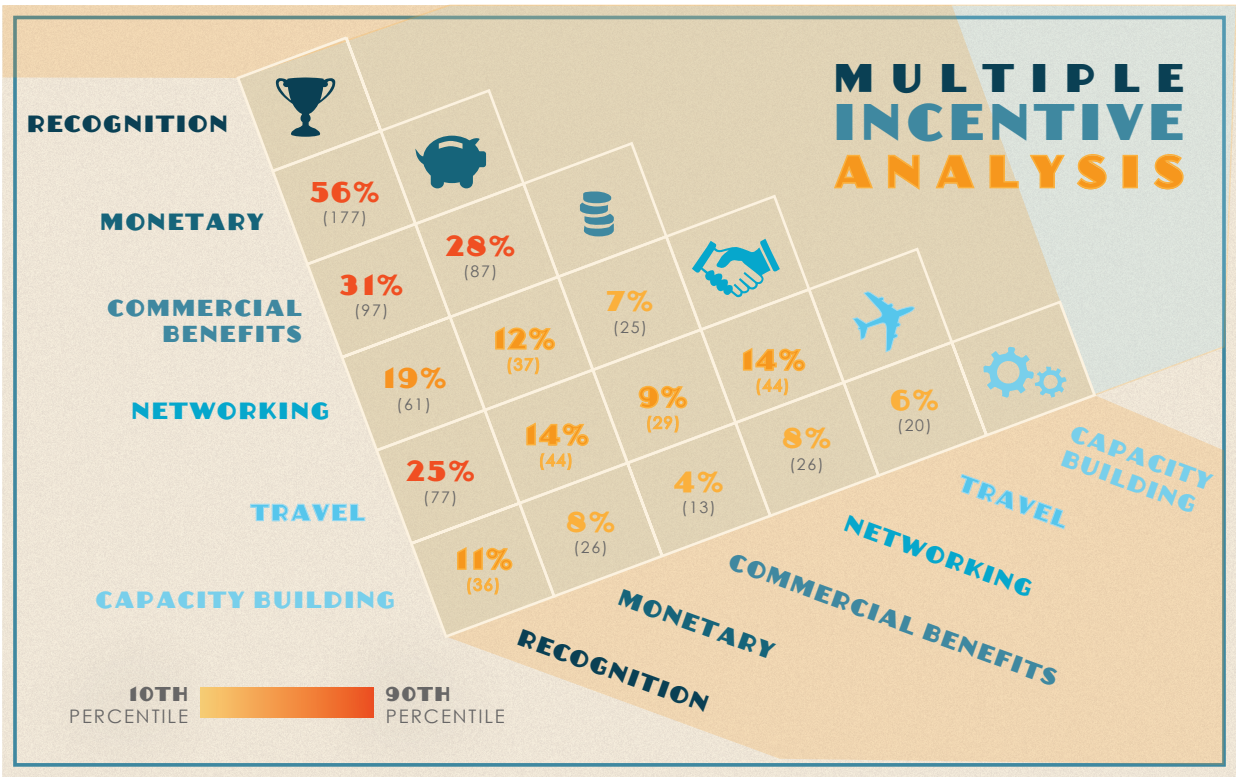 MULTIPLE
INCENTIVE
ANALYSIS
RECOGNITION
MONETARY
56%
(177)
COMMERCIAL
BENEFITS
31%
(97)
28%
(87)
NETWORKING
19%
(61)
12%
(37)
7%
(25)
TRAVEL
25%
(77)
14%
(44)
9%
(29)
14%
(44)
CAPACITY BUILDING
11%
(36)
8%
(26)
4%
(13)
8%
(26)
6%
(20)
RECOGNITION
MONETARY
COMMERCIAL BENEFITS
NETWORKING
TRAVEL
CAPACITY
BUILDING
10TH
PERCENTILE
90TH
PERCENTILE